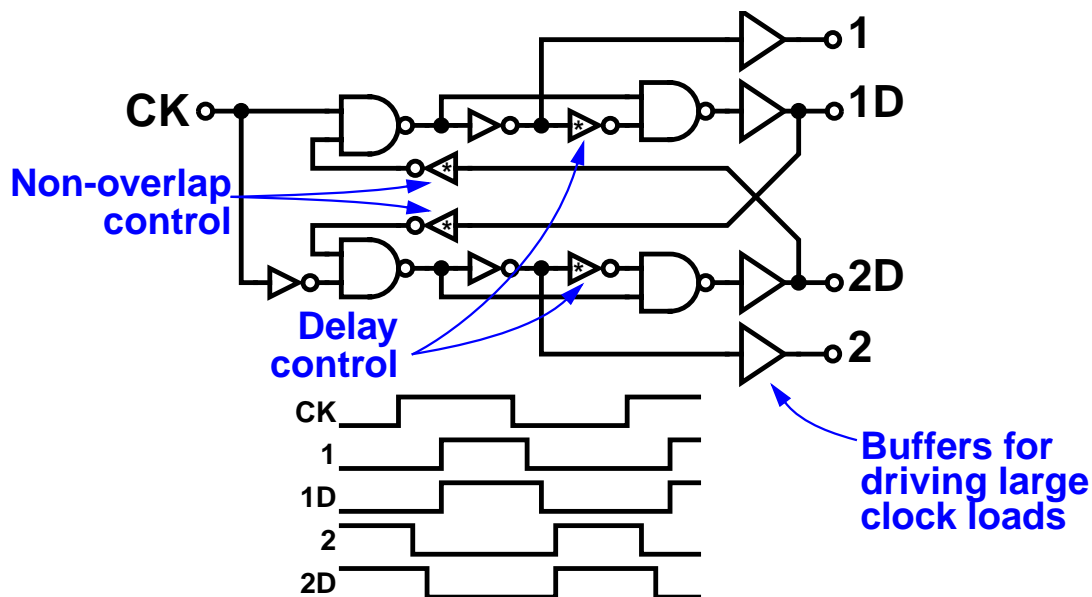 1
CK
1D
*
*
Non-overlap
control
*
*
2D
Delay
control
2
CK
1
1D
2
2D
Buffers for
driving large
clock loads